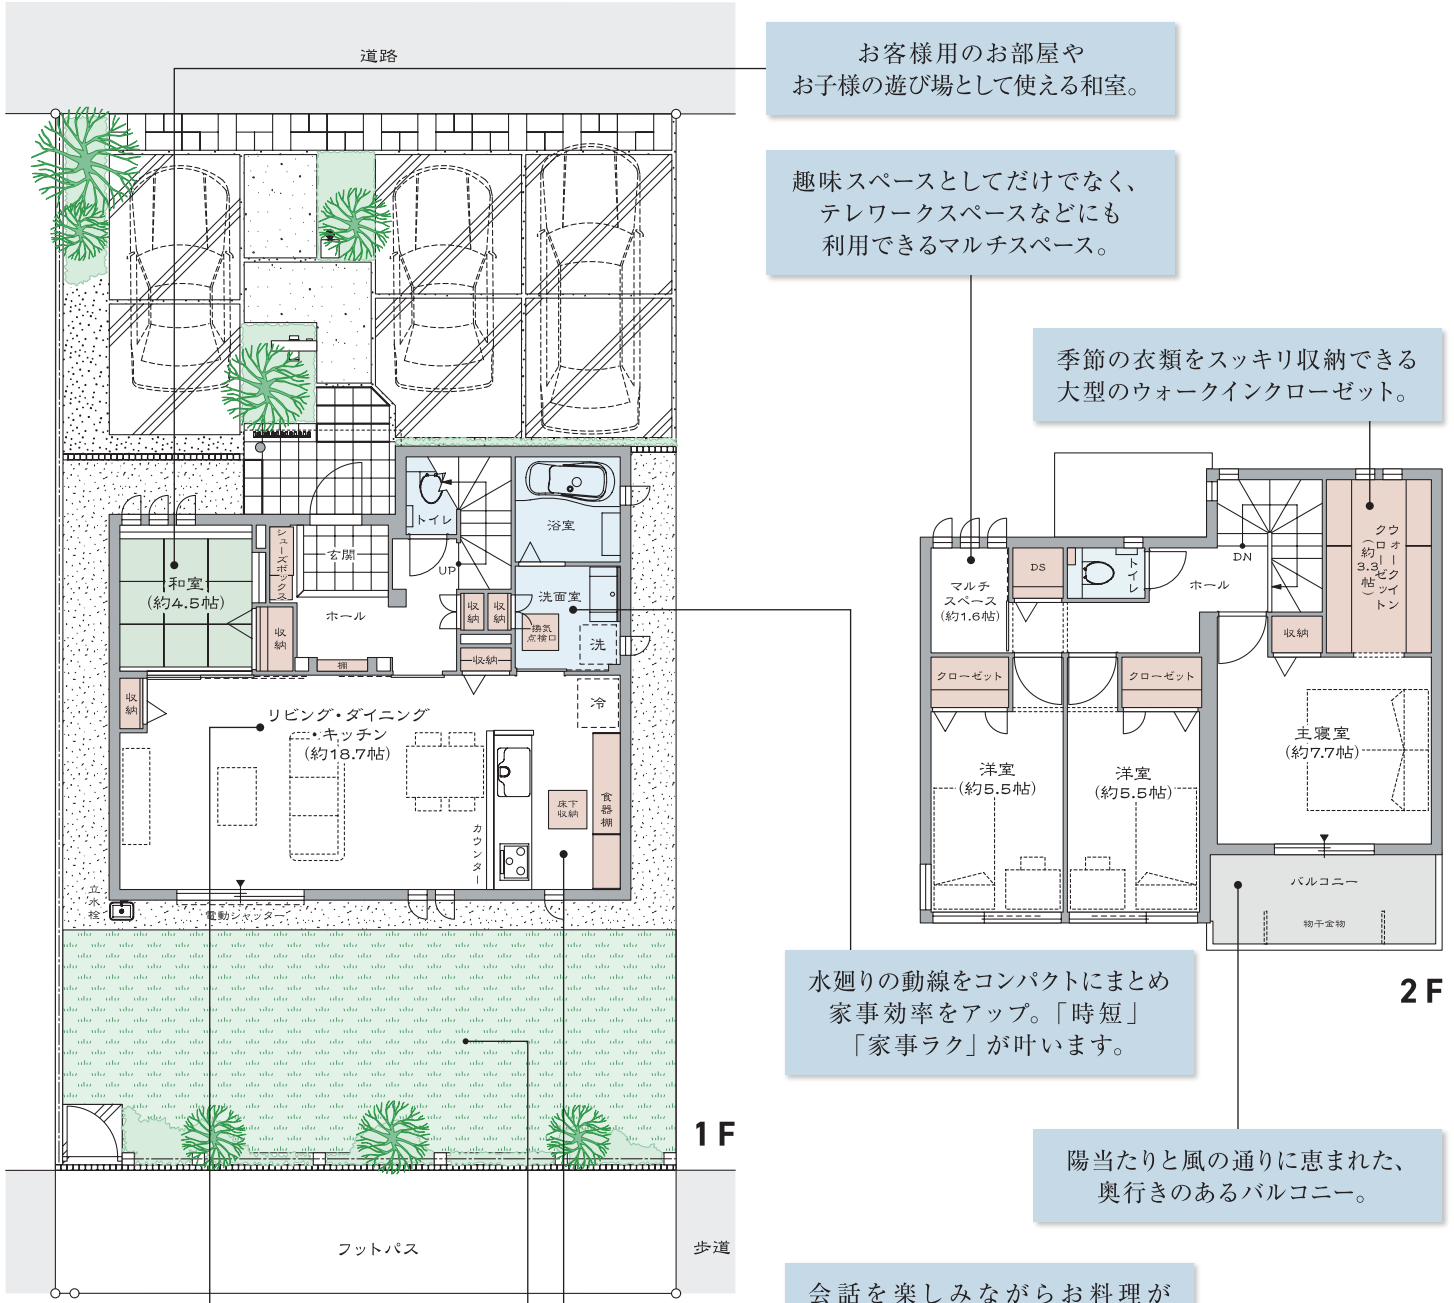 道路
お客様用のお部屋や
お子様の遊び場として使える和室。
趣味スペースとしてだけでなく、
テレワークスペースなどにも
利用できるマルチスペース。
季節の衣類をスッキリ収納できる
大型のウォークインクローゼット。
トイレ
浴室
シューズボックス
玄関
UP
和室
(約4.5帖)
ホール
収納
収納
収納
洗面室
換気
点検口
洗
収納
棚
収納
冷
リビング・ダイニング
・キッチン
(約18.7帖)
カウンター
床下
収納
食器棚
立水栓
電動シャッター
1F
フットパス
歩道
マルチ
スペース
(約1.6帖)
DS
トイレ
DN
ホール
ウォークイン
クローゼット
(約3.3帖)
収納
クローゼット
クローゼット
洋室
(約5.5帖)
洋室
(約5.5帖)
主寝室
(約7.7帖)
バルコニー
物干金物
2F
水廻りの動線をコンパクトにまとめ
家事効率をアップ。「時短」
「家事ラク」が叶います。
陽当たりと風の通りに恵まれた、
奥行きのあるバルコニー。
会話を楽しみながらお料理が